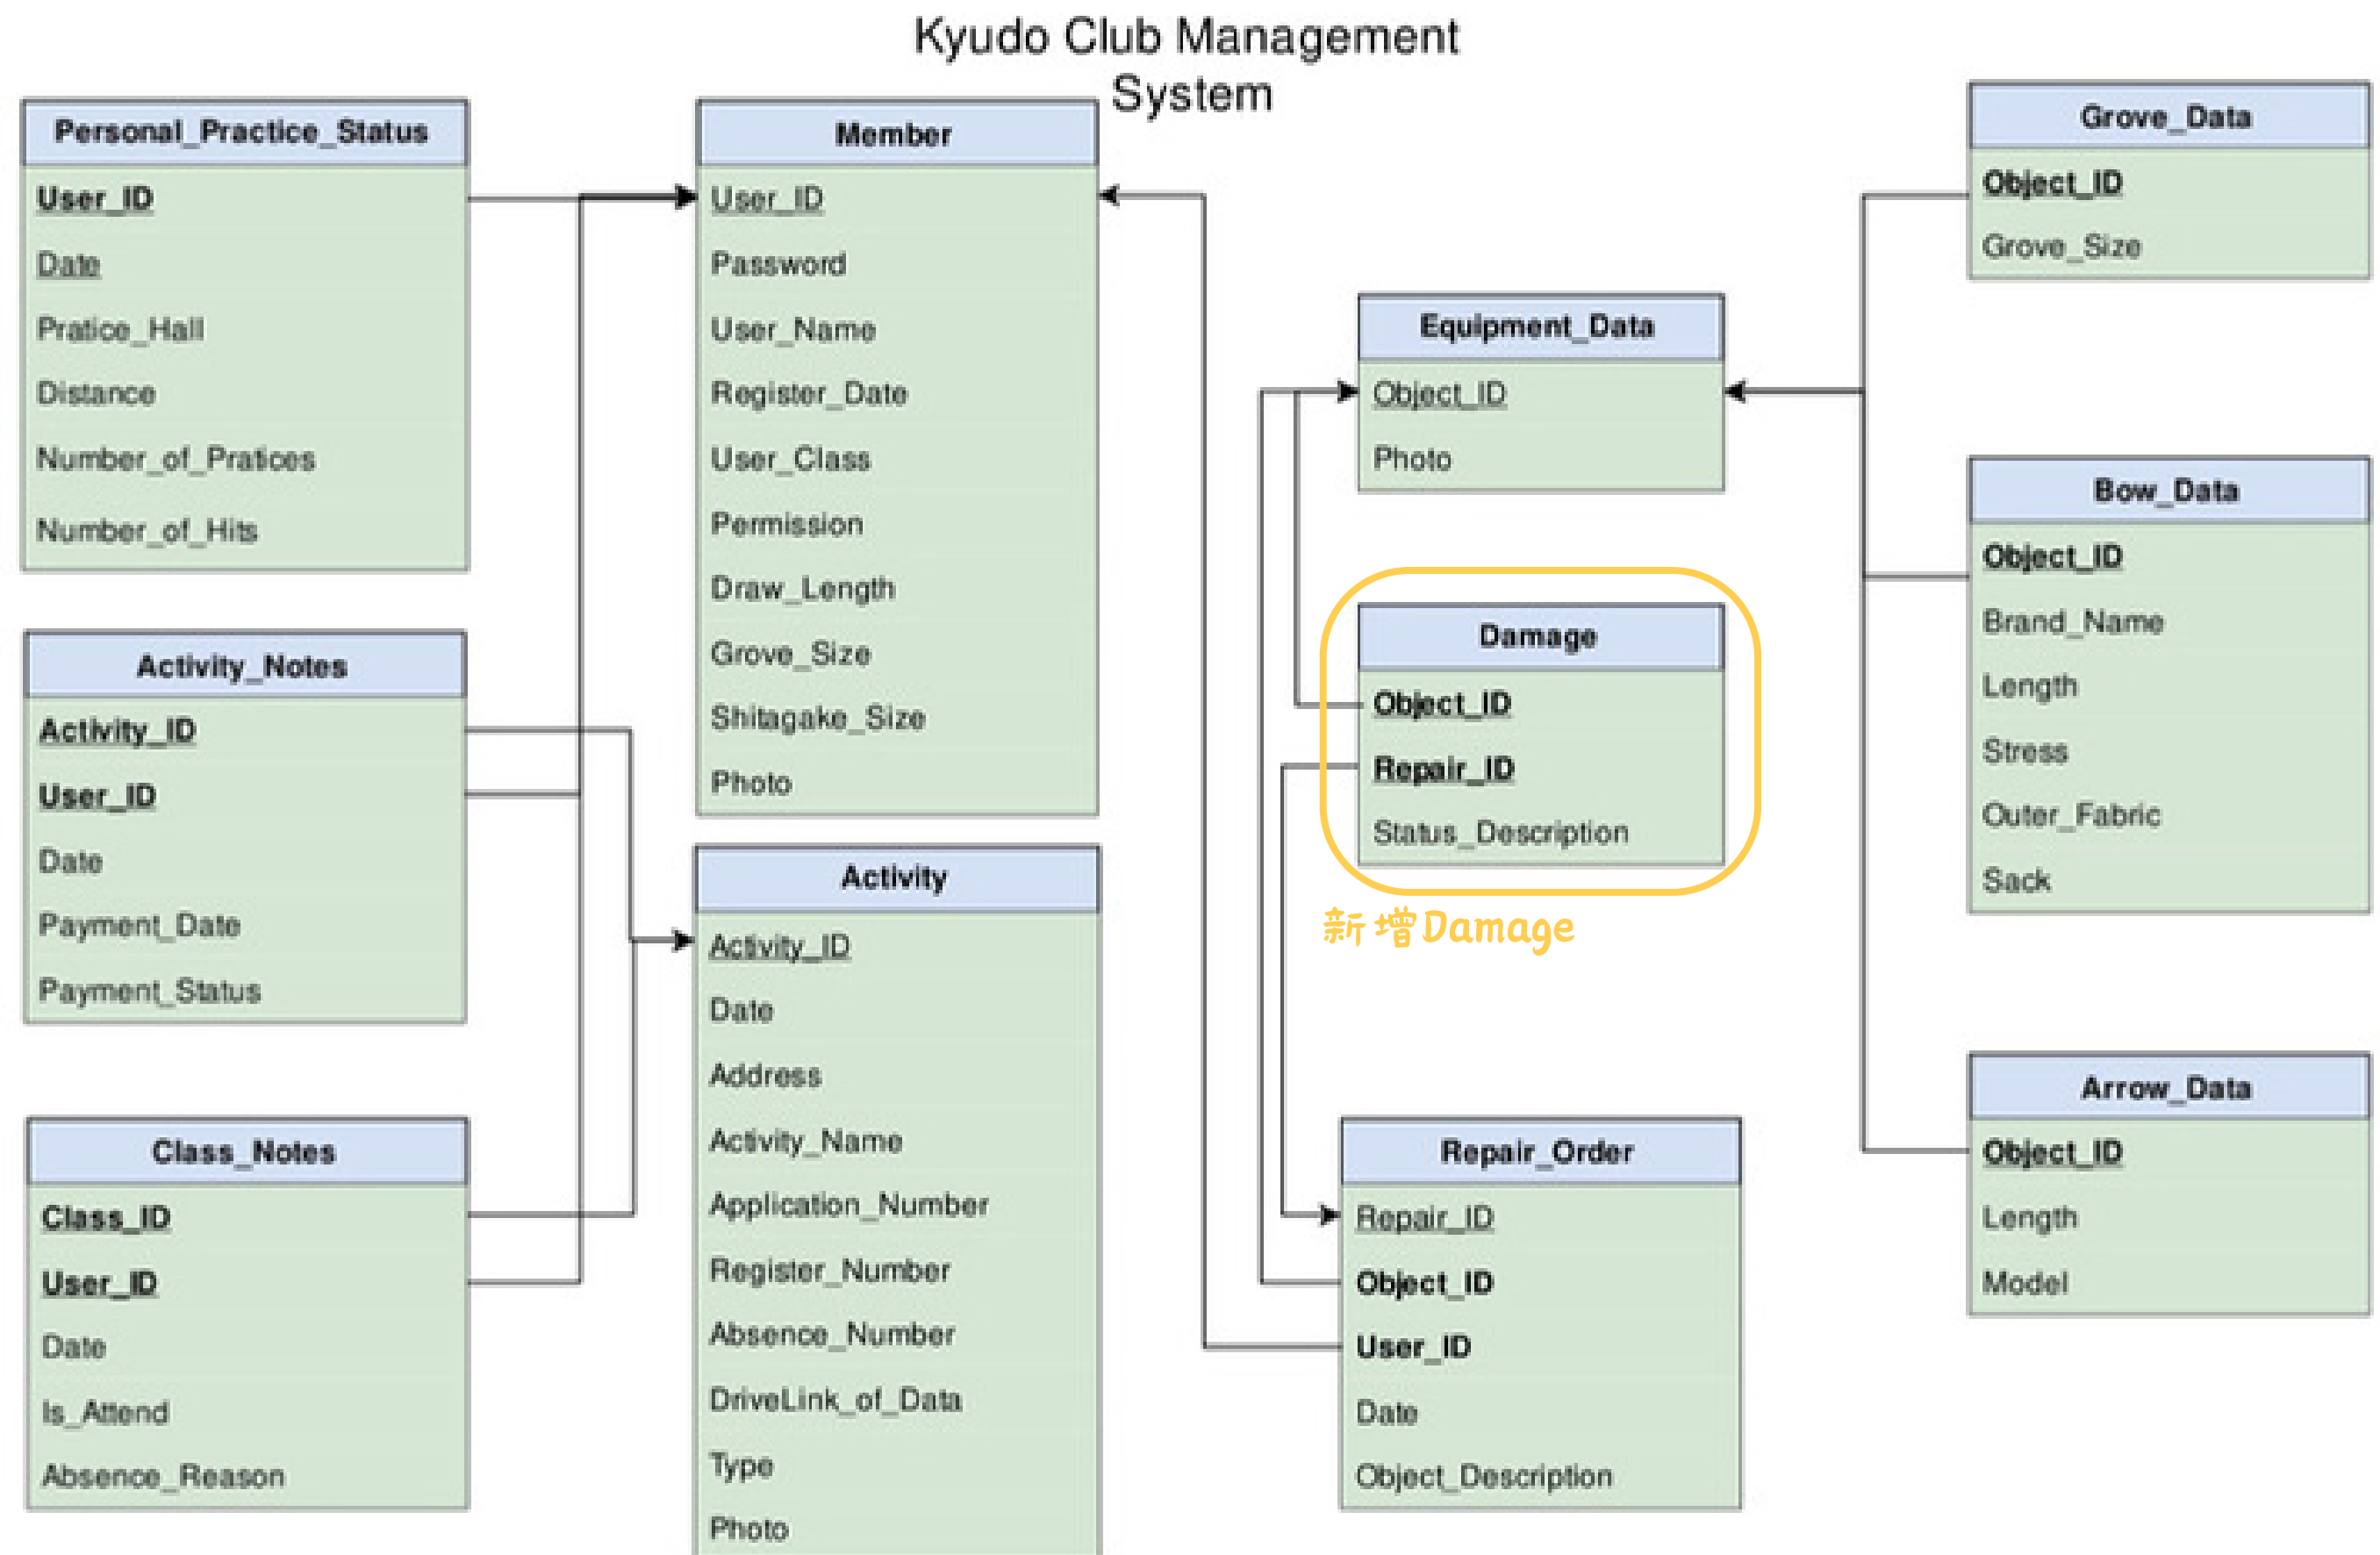 Kyudo Club Management
System
Personal_Practice_Status
User_ID
Date
Pratice_Hall
Distance
Number_of_Pratices
Number_of_Hits
Activity_Notes
Activity_ID
User_ID
Date
Payment_Date
Payment_Status
Class_Notes
Class_ID
User_ID
Date
Is_Attend
Absence_Reason
Member
User_ID
Password
User_Name
Register_Date
User_Class
Permission
Draw_Length
Grove_Size
Shitagake_Size
Photo
Activity
Activity_ID
Date
Address
Activity_Name
Application_Number
Register_Number
Absence_Number
DriveLink_of_Data
Type
Photo
Equipment_Data
Object_ID
Photo
Damage
Object_ID
Repair_ID
Status_Description
新增Damage
Repair_Order
Repair_ID
Object_ID
User_ID
Date
Object_Description
Grove_Data
Object_ID
Grove_Size
Bow_Data
Object_ID
Brand_Name
Length
Stress
Outer_Fabric
Sack
Arrow_Data
Object_ID
Length
Model